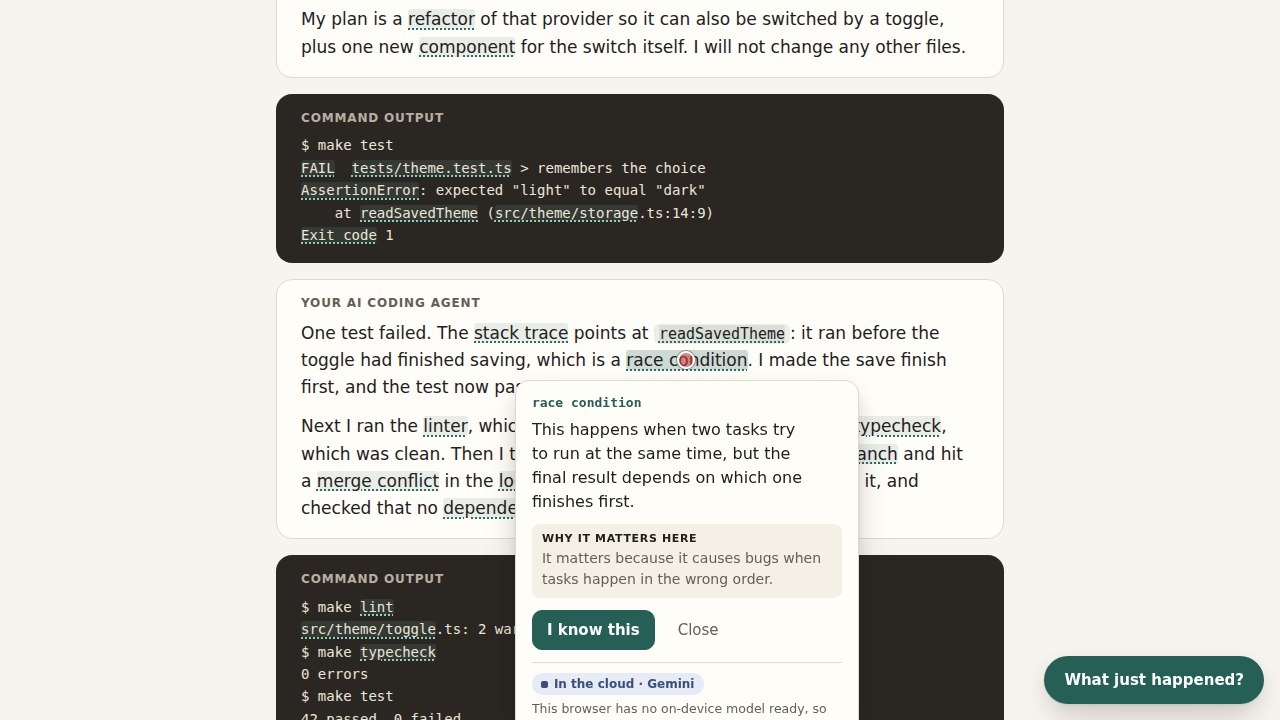 My plan is a refactor of that provider so it can also be switched by a toggle,
plus one new component for the switch itself. I will not change any other files.
COMMAND OUTPUT
$ make test
FAIL  tests/theme.test.ts > remembers the choice
AssertionError: expected "light" to equal "dark"
at readSavedTheme (src/theme/storage.ts:14:9)
Exit code 1
YOUR AI CODING AGENT
One test failed. The stack trace points at readSavedTheme: it ran before the
toggle had finished saving, which is a race condition. I made the save finish
first, and the test now
Next I ran the linter,
typecheck,
which was clean. Then I
and hit
a merge conflict in the
it, and
checked that no
race condition
This happens when two tasks try
to run at the same time, but the
final result depends on which one
finishes first.
WHY IT MATTERS HERE
It matters because it causes bugs when
tasks happen in the wrong order.
I know this
Close
In the cloud · Gemini
This browser has no on-device model ready, so
COMMAND OUTPUT
$ make lint
src/theme/toggle.ts: 2
$ make typecheck
0 errors
$ make test
42 passed, 0 failed
What just happened?